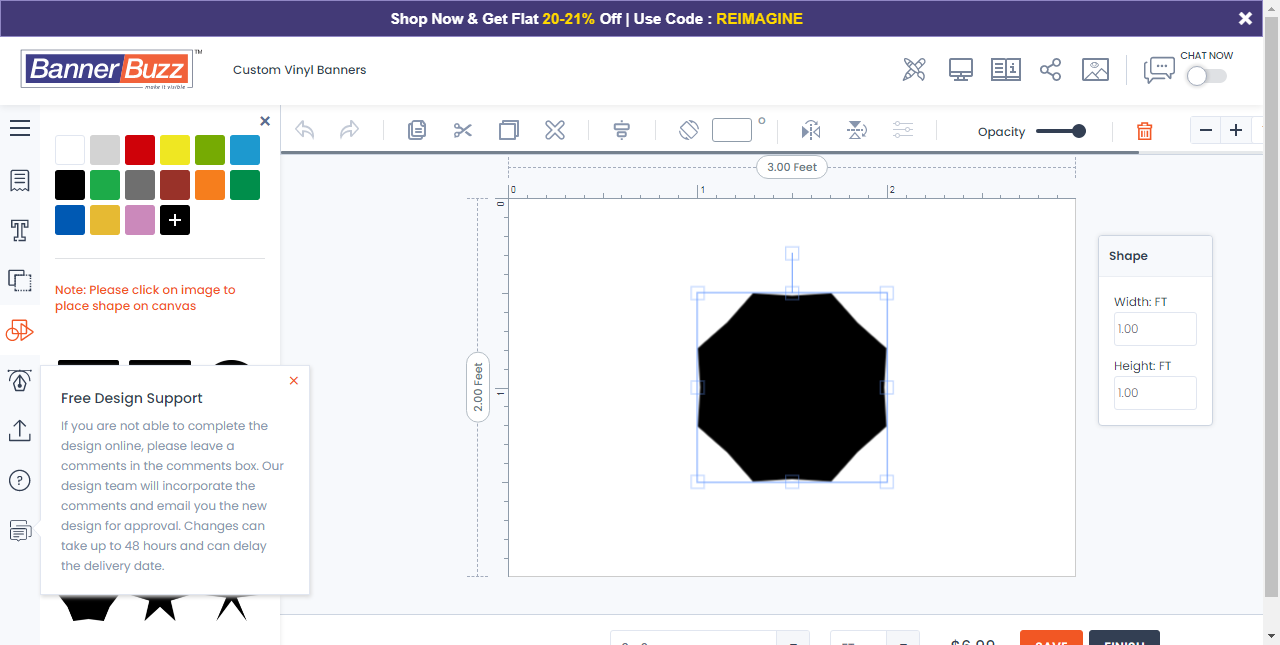 Shop Now & Get Flat 20-21% Off | Use Code : REIMAGINE
BannerBuzz™
make it visible
Custom Vinyl Banners
CHAT NOW
Opacity
3.00 Feet
0 1 2
0
Note: Please click on image to
place shape on canvas
Shape
Width: FT
1.00
Height: FT
1.00
2.00 Feet
1
Free Design Support
If you are not able to complete the
design online, please leave a
comments in the comments box. Our
design team will incorporate the
comments and email you the new
design for approval. Changes can
take up to 48 hours and can delay
the delivery date.
$6.99
SAVE
FINISH